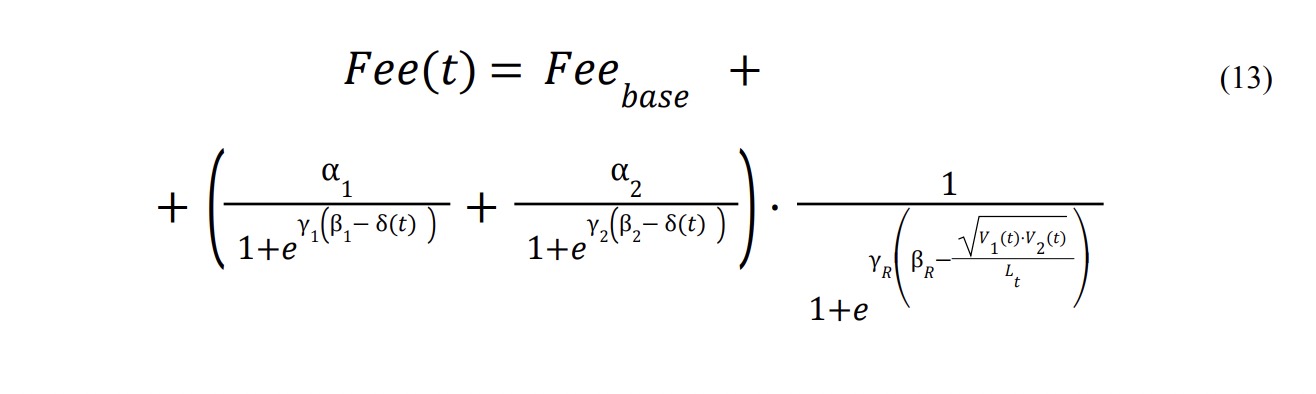 Fee(t) = Fee_base + (13)
+ (α_1/(1+e^(γ_1(β_1− δ(t) ))) + α_2/(1+e^(γ_2(β_2− δ(t) )))) · 1/(1+e^(γ_R(β_R−√(V_1(t)·V_2(t))/L_t)))